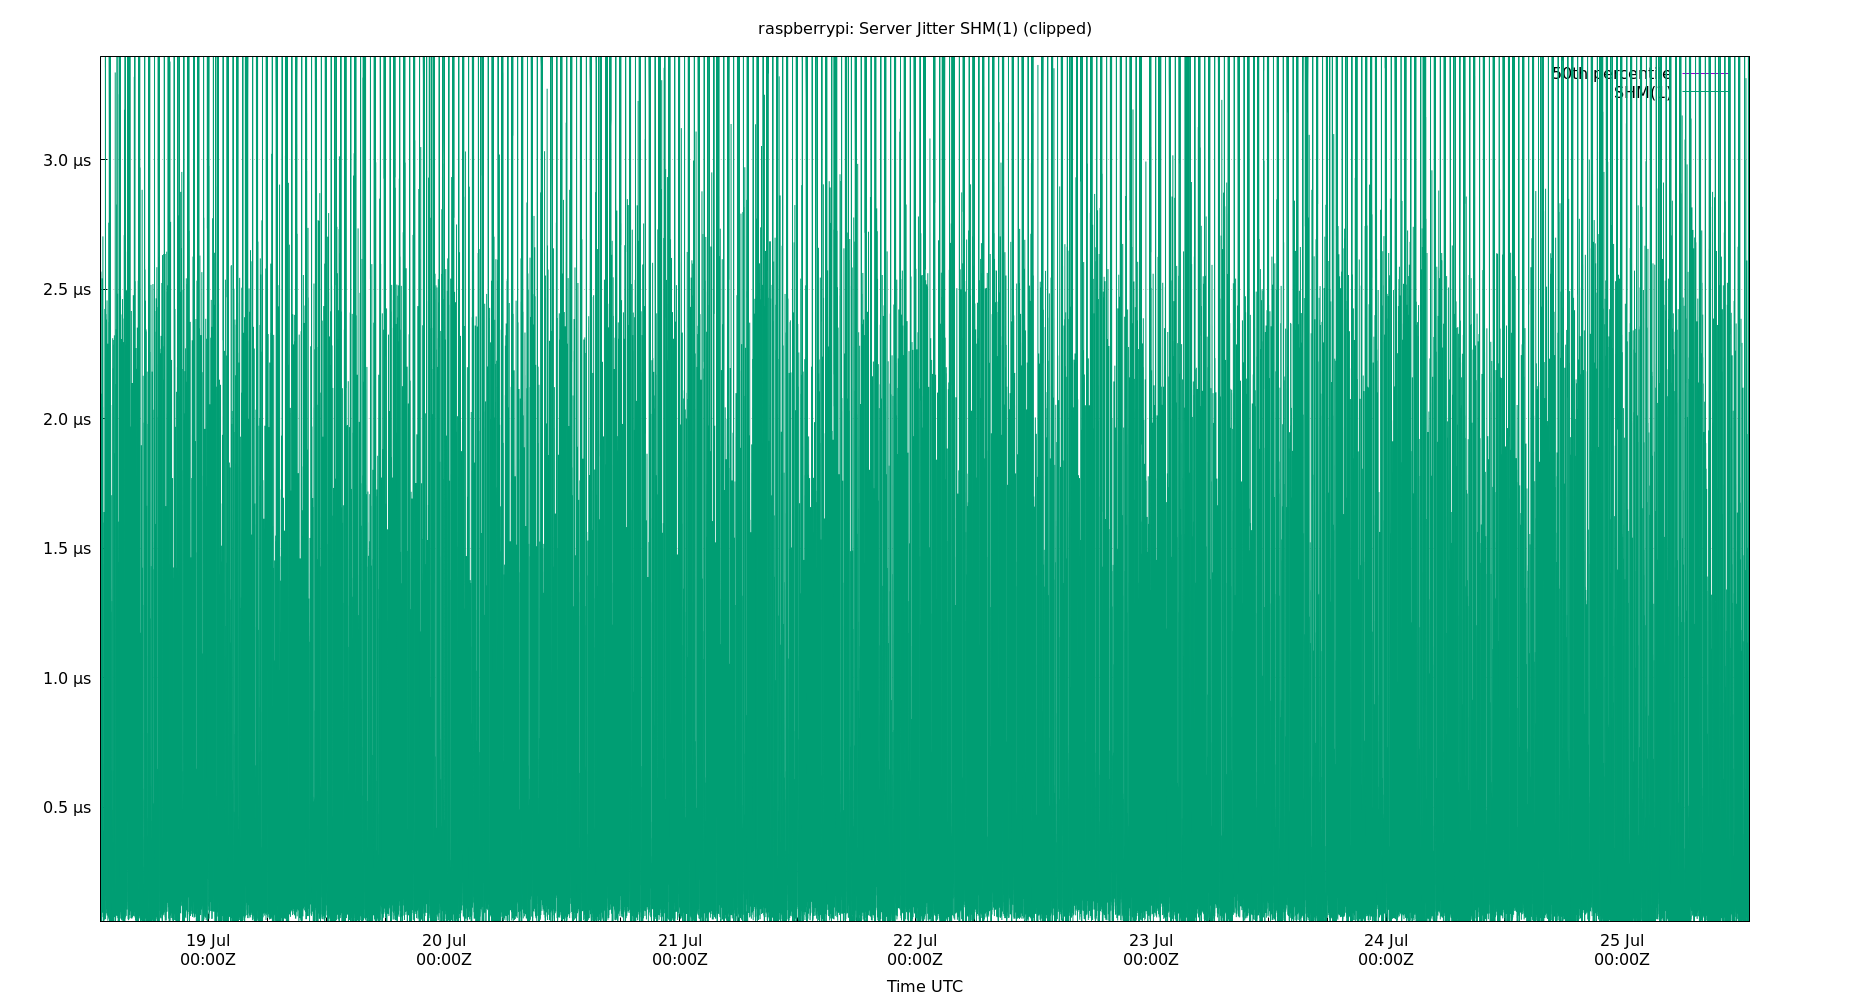 raspberrypi: Server Jitter SHM(1) (clipped)
50th percentile
SHM(1)
3.0 µs
2.5 µs
2.0 µs
1.5 µs
1.0 µs
0.5 µs
19 Jul 20 Jul 21 Jul 22 Jul 23 Jul 24 Jul 25 Jul
00:00Z 00:00Z 00:00Z 00:00Z 00:00Z 00:00Z 00:00Z
Time UTC